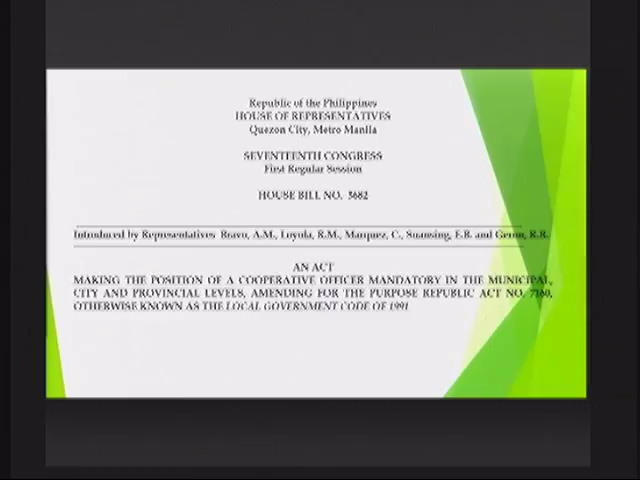 Republic of the Philippines
HOUSE OF REPRESENTATIVES
Quezon City, Metro Manila
SEVENTEENTH CONGRESS
First Regular Session
HOUSE BILL NO. 3682
Introduced by Representatives Bravo, A.M., Loyola, R.M., Marquez, C., Suansing, E.B. and Geron, R.R.
AN ACT
MAKING THE POSITION OF A COOPERATIVE OFFICER MANDATORY IN THE MUNICIPAL,
CITY AND PROVINCIAL LEVELS, AMENDING FOR THE PURPOSE REPUBLIC ACT NO. 7160,
OTHERWISE KNOWN AS THE LOCAL GOVERNMENT CODE OF 1991